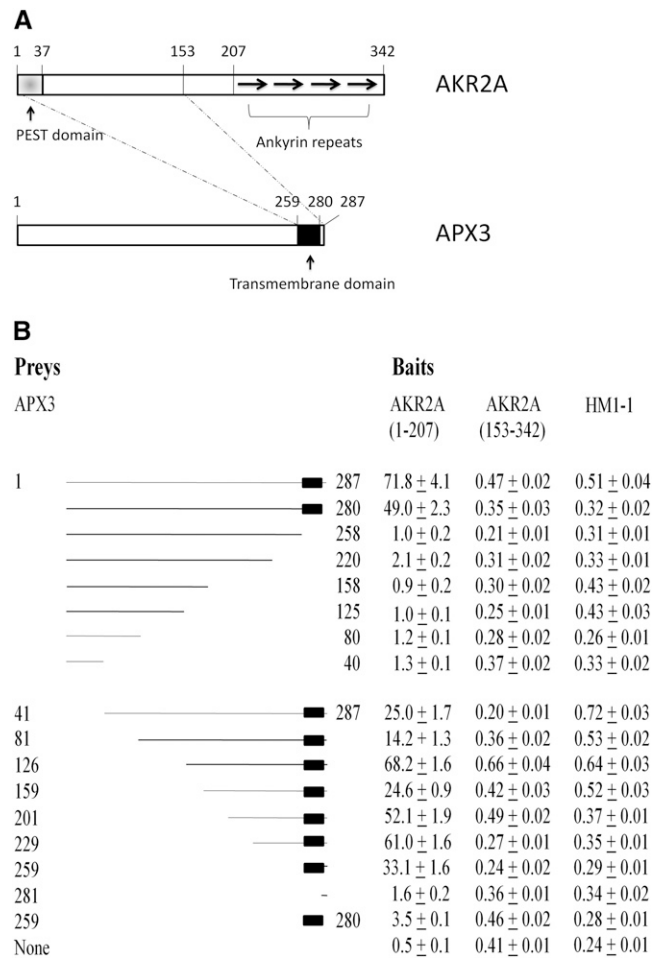 A
1 37 153 207 342
AKR2A
PEST domain
Ankyrin repeats
1 259 280 287
APX3
Transmembrane domain
B
Preys Baits
APX3 AKR2A AKR2A HM1-1
(1-207) (153-342)
1 287 71.8 ± 4.1 0.47 ± 0.02 0.51 ± 0.04
280 49.0 ± 2.3 0.35 ± 0.03 0.32 ± 0.02
258 1.0 ± 0.2 0.21 ± 0.01 0.31 ± 0.01
220 2.1 ± 0.2 0.31 ± 0.02 0.33 ± 0.01
158 0.9 ± 0.2 0.30 ± 0.02 0.43 ± 0.02
125 1.0 ± 0.1 0.25 ± 0.01 0.43 ± 0.03
80 1.2 ± 0.1 0.28 ± 0.02 0.26 ± 0.01
40 1.3 ± 0.1 0.37 ± 0.02 0.33 ± 0.02
41 287 25.0 ± 1.7 0.20 ± 0.01 0.72 ± 0.03
81 14.2 ± 1.3 0.36 ± 0.02 0.53 ± 0.02
126 68.2 ± 1.6 0.66 ± 0.04 0.64 ± 0.03
159 24.6 ± 0.9 0.42 ± 0.03 0.52 ± 0.03
201 52.1 ± 1.9 0.49 ± 0.02 0.37 ± 0.01
229 61.0 ± 1.6 0.27 ± 0.01 0.35 ± 0.01
259 33.1 ± 1.6 0.24 ± 0.02 0.29 ± 0.01
281 1.6 ± 0.2 0.36 ± 0.01 0.34 ± 0.02
259 280 3.5 ± 0.1 0.46 ± 0.02 0.28 ± 0.01
None 0.5 ± 0.1 0.41 ± 0.01 0.24 ± 0.01